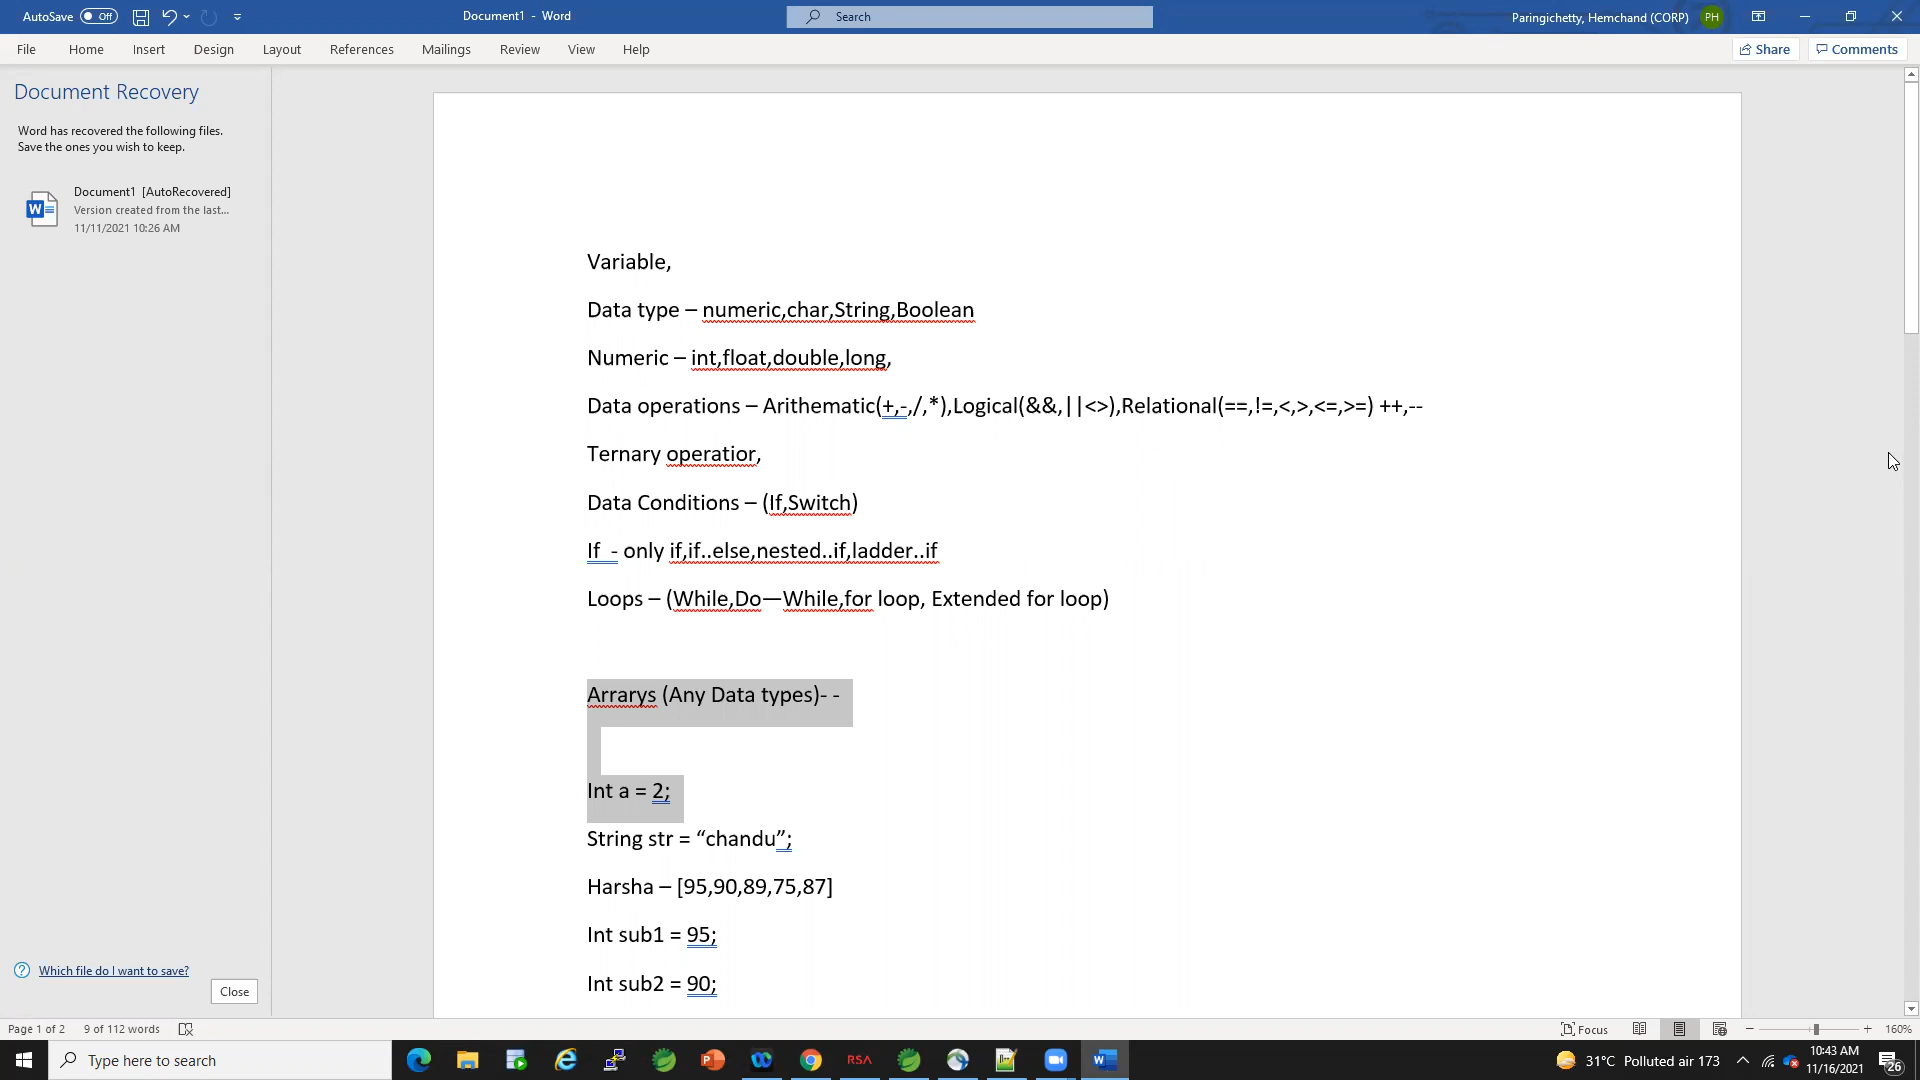 AutoSave Off Document1 - Word Search Paringichetty, Hemchand (CORP) PH
File Home Insert Design Layout References Mailings Review View Help Share Comments
Document Recovery
Word has recovered the following files.
Save the ones you wish to keep.
Document1 [AutoRecovered]
Version created from the last...
11/11/2021 10:26 AM
Variable,
Data type – numeric,char,String,Boolean
Numeric – int,float,double,long,
Data operations – Arithematic(+,-,/,*),Logical(&&,||<>),Relational(==,!=,<,>,<=,>=) ++,--
Ternary operatior,
Data Conditions – (If,Switch)
If - only if,if..else,nested..if,ladder..if
Loops – (While,Do—While,for loop, Extended for loop)
Arrarys (Any Data types)- -
Int a = 2;
String str = “chandu”;
Harsha – [95,90,89,75,87]
Int sub1 = 95;
Int sub2 = 90;
Which file do I want to save?
Close
Page 1 of 2 9 of 112 words Focus 160%
Type here to search RSA 31°C Polluted air 173 10:43 AM
11/16/2021 26